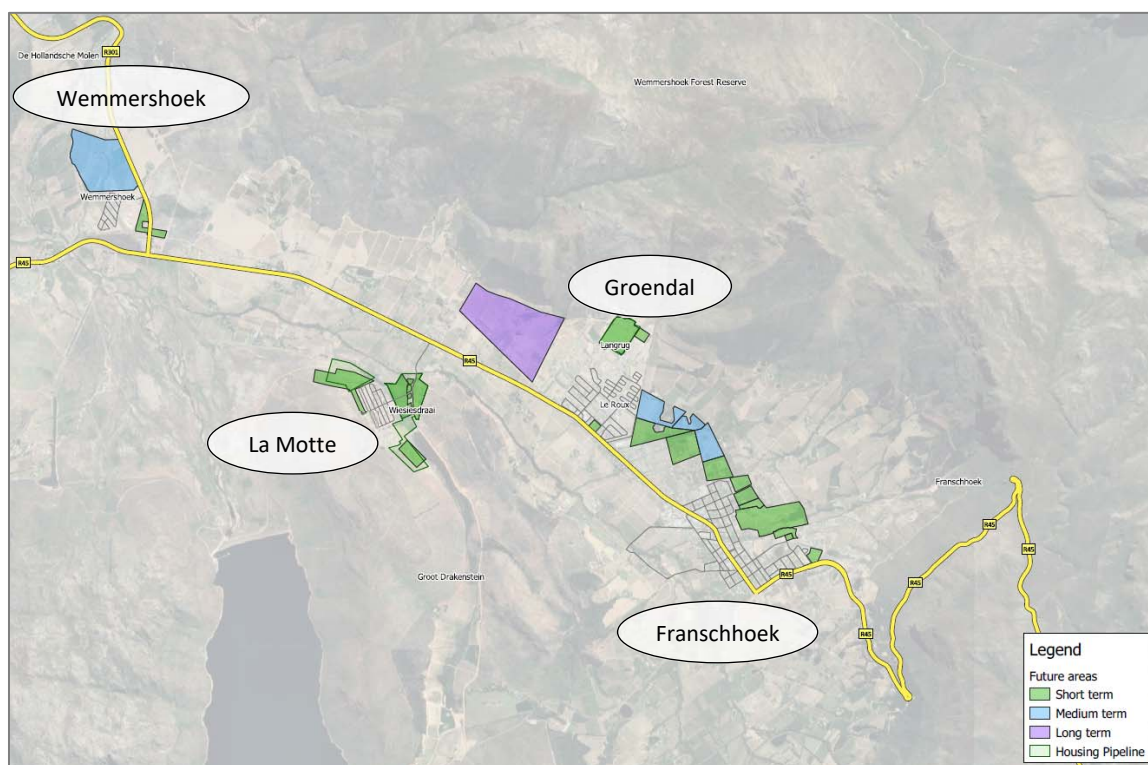 R301
De Hollandsche Molen
Wemmershoek Forest Reserve
Wemmershoek
Wemmershoek
R45
Groendal
Langrug
R45
Le Roux
Wiesiesdraai
La Motte
Franschhoek
R45
R45
R45
Groot Drakenstein
R45
Franschhoek
R45
Legend
Future areas
Short term
Medium term
Long term
Housing Pipeline